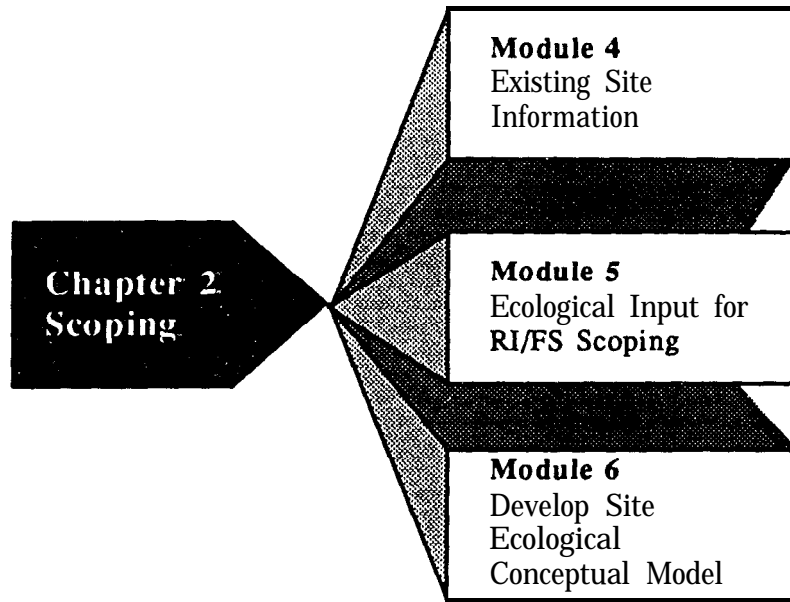 Chapter 2
Scoping
Module 4
Existing Site
Information
Module 5
Ecological Input for
RI/FS Scoping
Module 6
Develop Site
Ecological
Conceptual Model